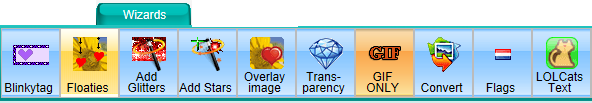 Wizards
Blinkytag
Floaties
Add
Glitters
Add Stars
Overlay
image
Trans-
parency
GIF
GIF
ONLY
Convert
Flags
LOLCats
Text